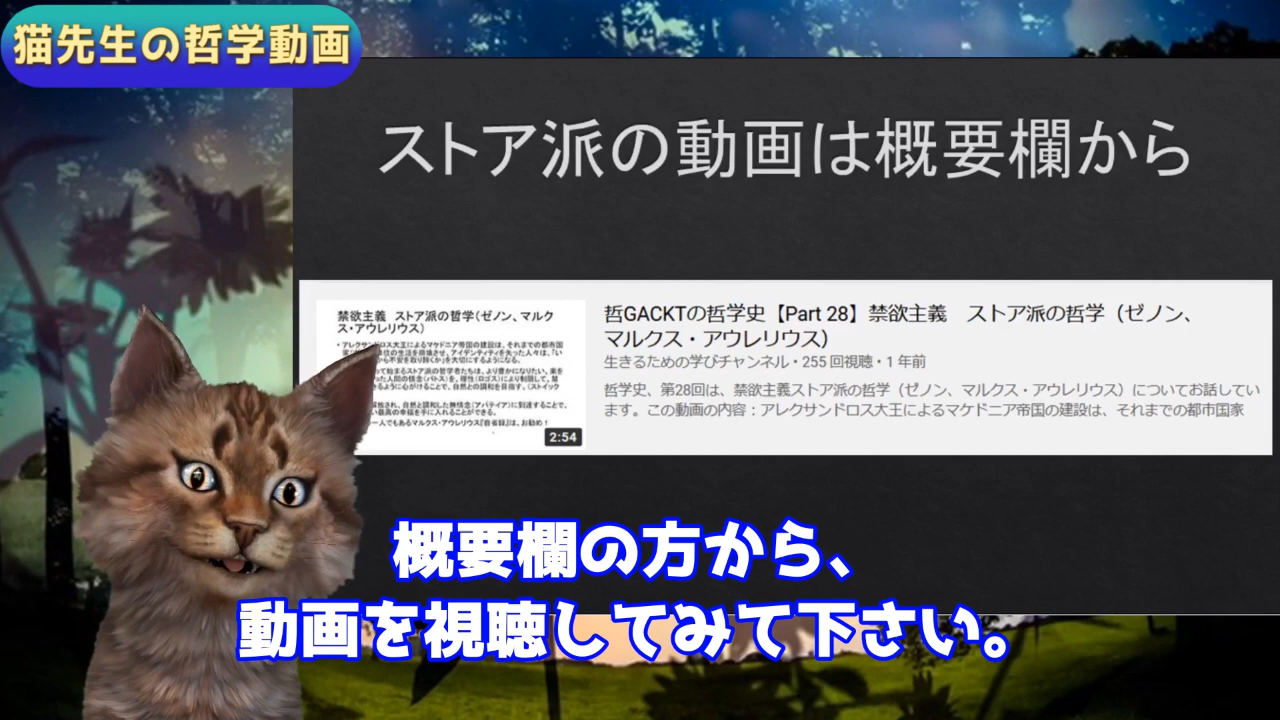 猫先生の哲学動画
ストア派の動画は概要欄から
禁欲主義 ストア派の哲学(ゼノン、マルク
ス・アウレリウス)
哲GACKTの哲学史【Part 28】禁欲主義 ストア派の哲学（ゼノン、
マルクス・アウレリウス）
生きるための学びチャンネル・255 回視聴・1 年前
哲学史、第28回は、禁欲主義ストア派の哲学（ゼノン、マルクス・アウレリウス）についてお話してい
ます。この動画の内容：アレクサンドロス大王によるマケドニア帝国の建設は、それまでの都市国家
2:54
概要欄の方から、
動画を視聴してみて下さい。